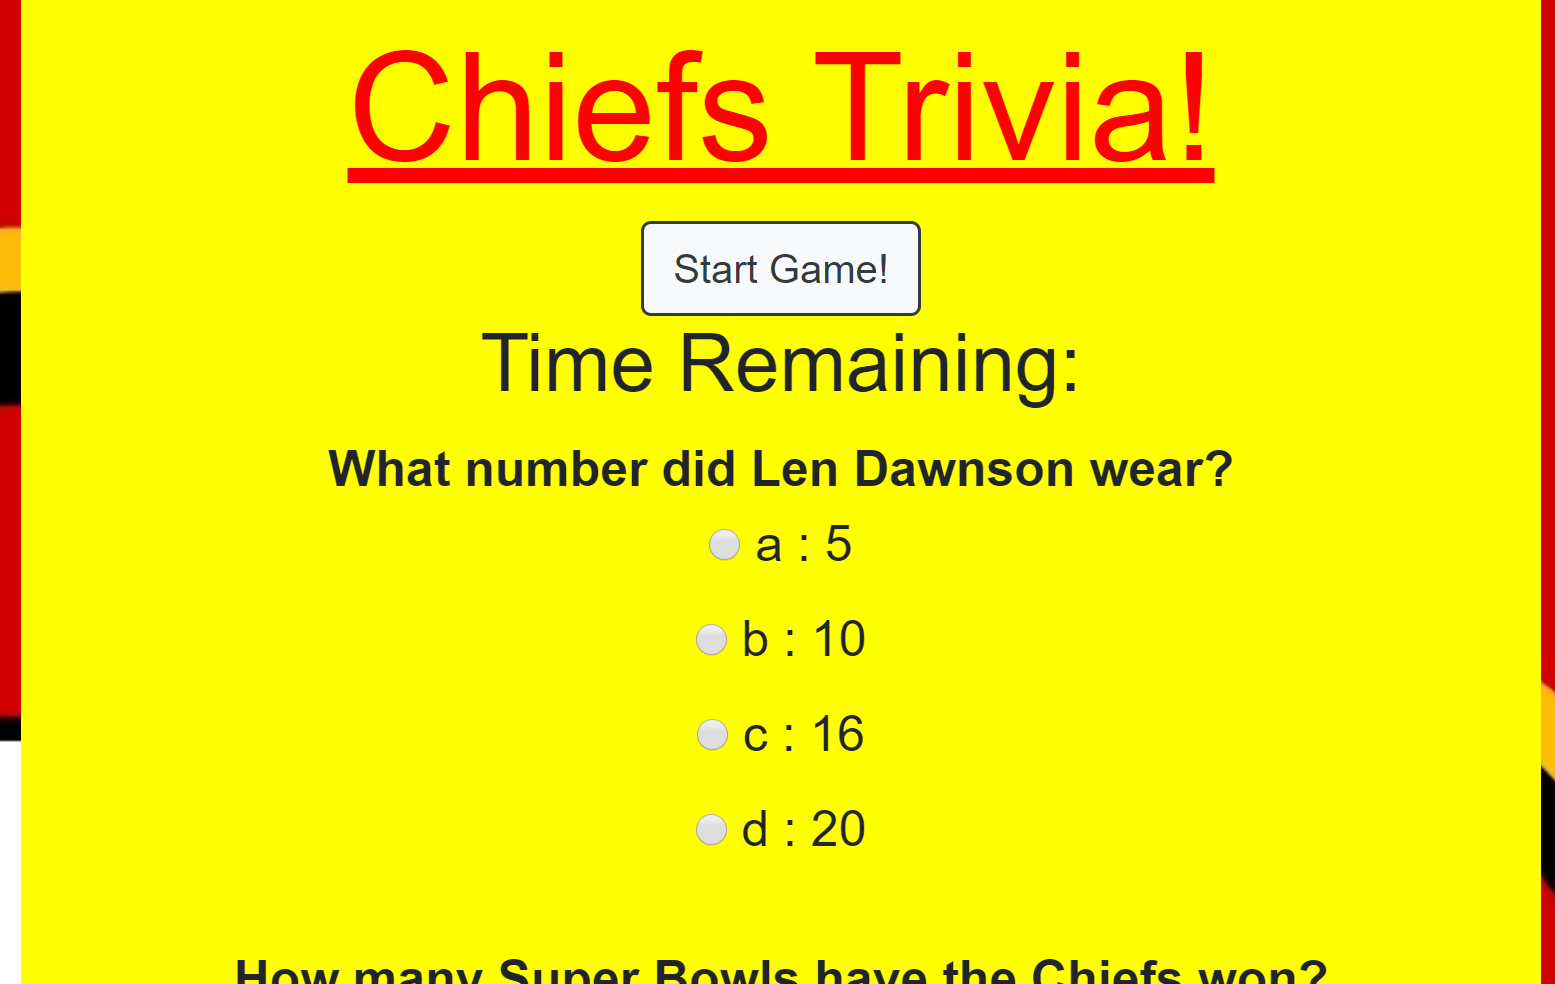 Chiefs Trivia!
Start Game!
Time Remaining:
What number did Len Dawnson wear?
a : 5
b : 10
c : 16
d : 20
How many Super Bowls have the Chiefs won?